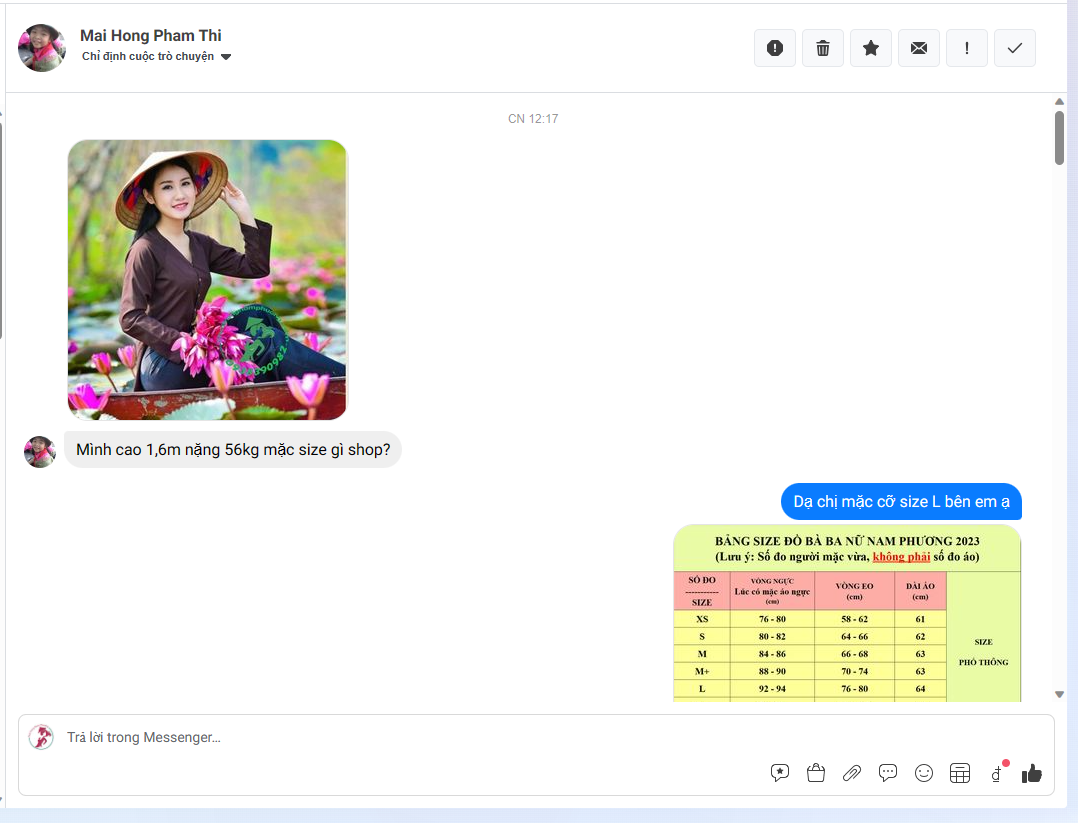 Mai Hong Pham Thi
Chỉ định cuộc trò chuyện
CN 12:17
Mình cao 1,6m nặng 56kg mặc size gì shop?
Dạ chị mặc cỡ size L bên em ạ
BẢNG SIZE ĐỒ BÀ BA NỮ NAM PHƯƠNG 2023
(Lưu ý: Số đo người mặc vừa, không phải số đo áo)
SỐ ĐO
-----------
SIZE
VÒNG NGỰC
Lúc có mặc áo ngực
(cm)
VÒNG EO
(cm)
DÀI ÁO
(cm)
XS 76 - 80 58 - 62 61
S 80 - 82 64 - 66 62
M 84 - 86 66 - 68 63
M+ 88 - 90 70 - 74 63
L 92 - 94 76 - 80 64
SIZE
PHỔ THÔNG
Trả lời trong Messenger...